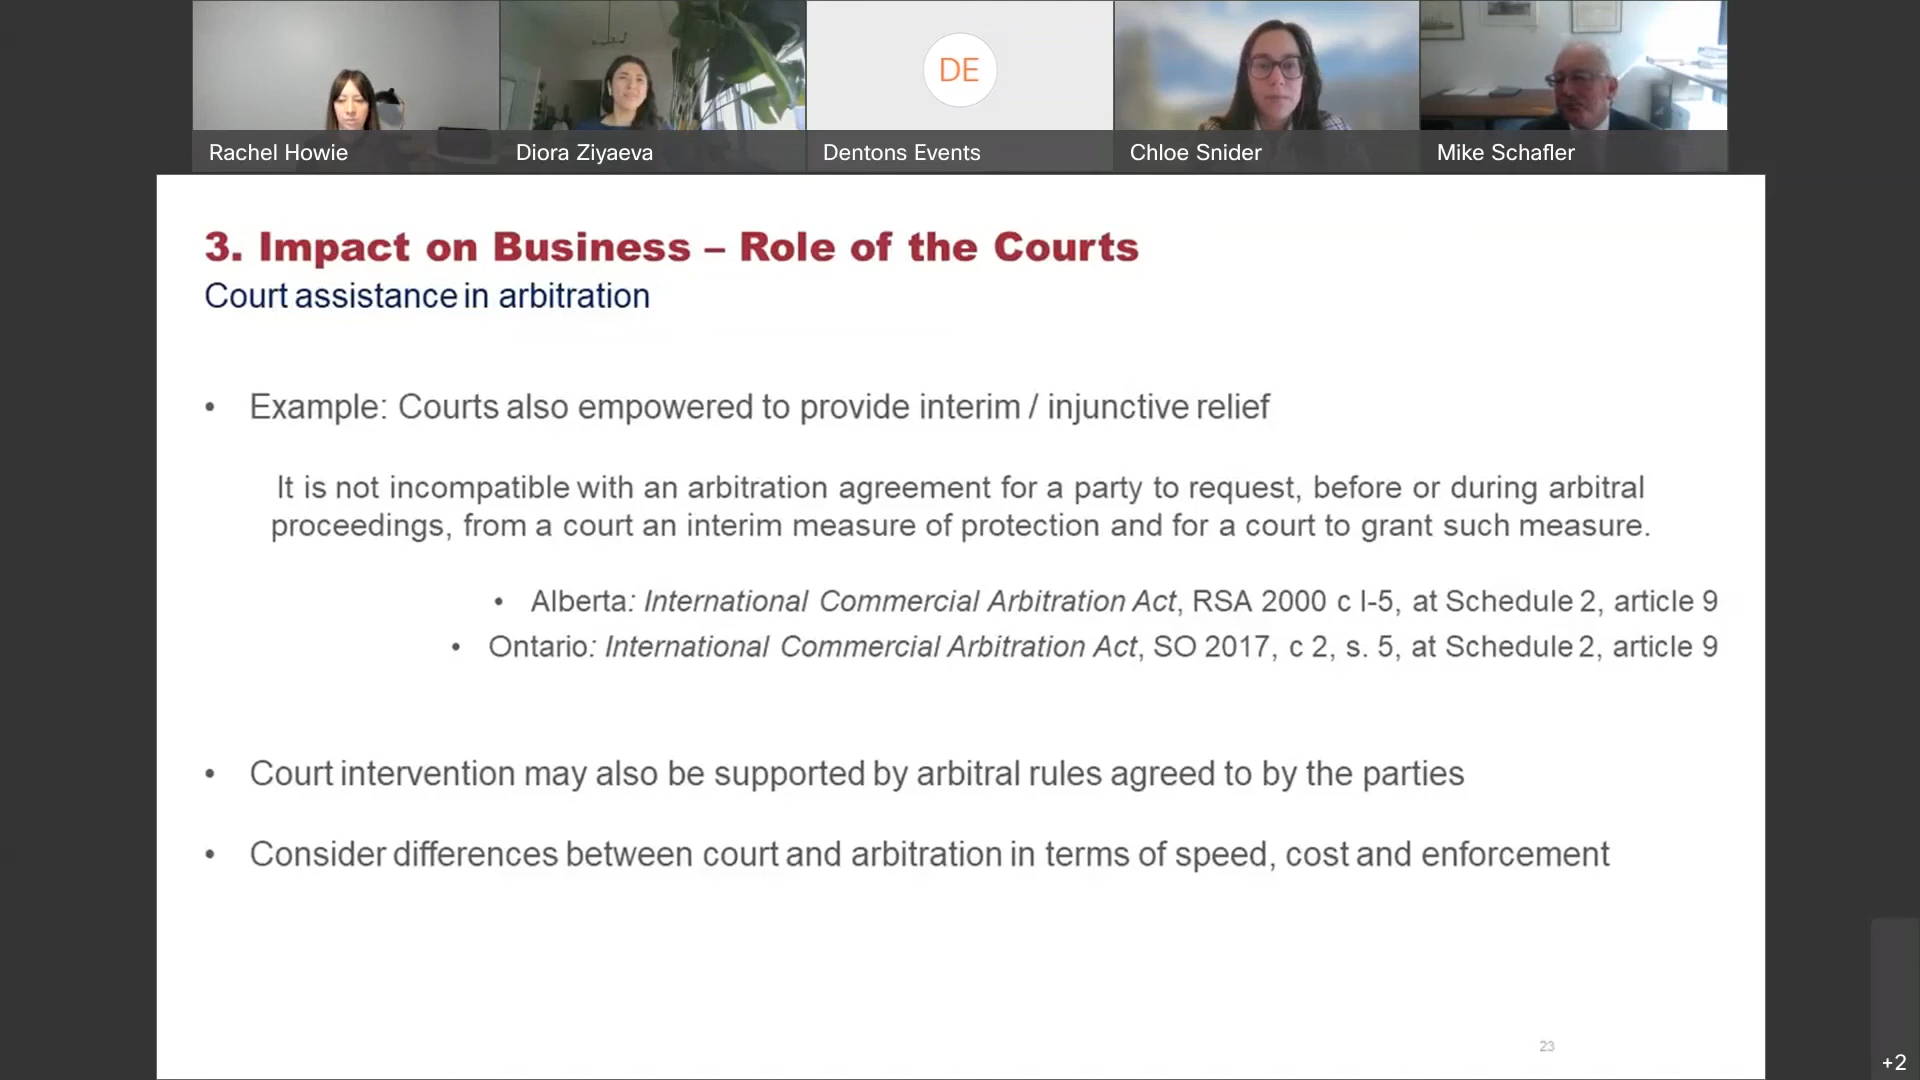 DE
Rachel Howie
Diora Ziyaeva
Dentons Events
Chloe Snider
Mike Schafler
3. Impact on Business – Role of the Courts
Court assistance in arbitration
• Example: Courts also empowered to provide interim / injunctive relief
It is not incompatible with an arbitration agreement for a party to request, before or during arbitral
proceedings, from a court an interim measure of protection and for a court to grant such measure.
• Alberta: International Commercial Arbitration Act, RSA 2000 c I-5, at Schedule 2, article 9
• Ontario: International Commercial Arbitration Act, SO 2017, c 2, s. 5, at Schedule 2, article 9
• Court intervention may also be supported by arbitral rules agreed to by the parties
• Consider differences between court and arbitration in terms of speed, cost and enforcement
23
+2